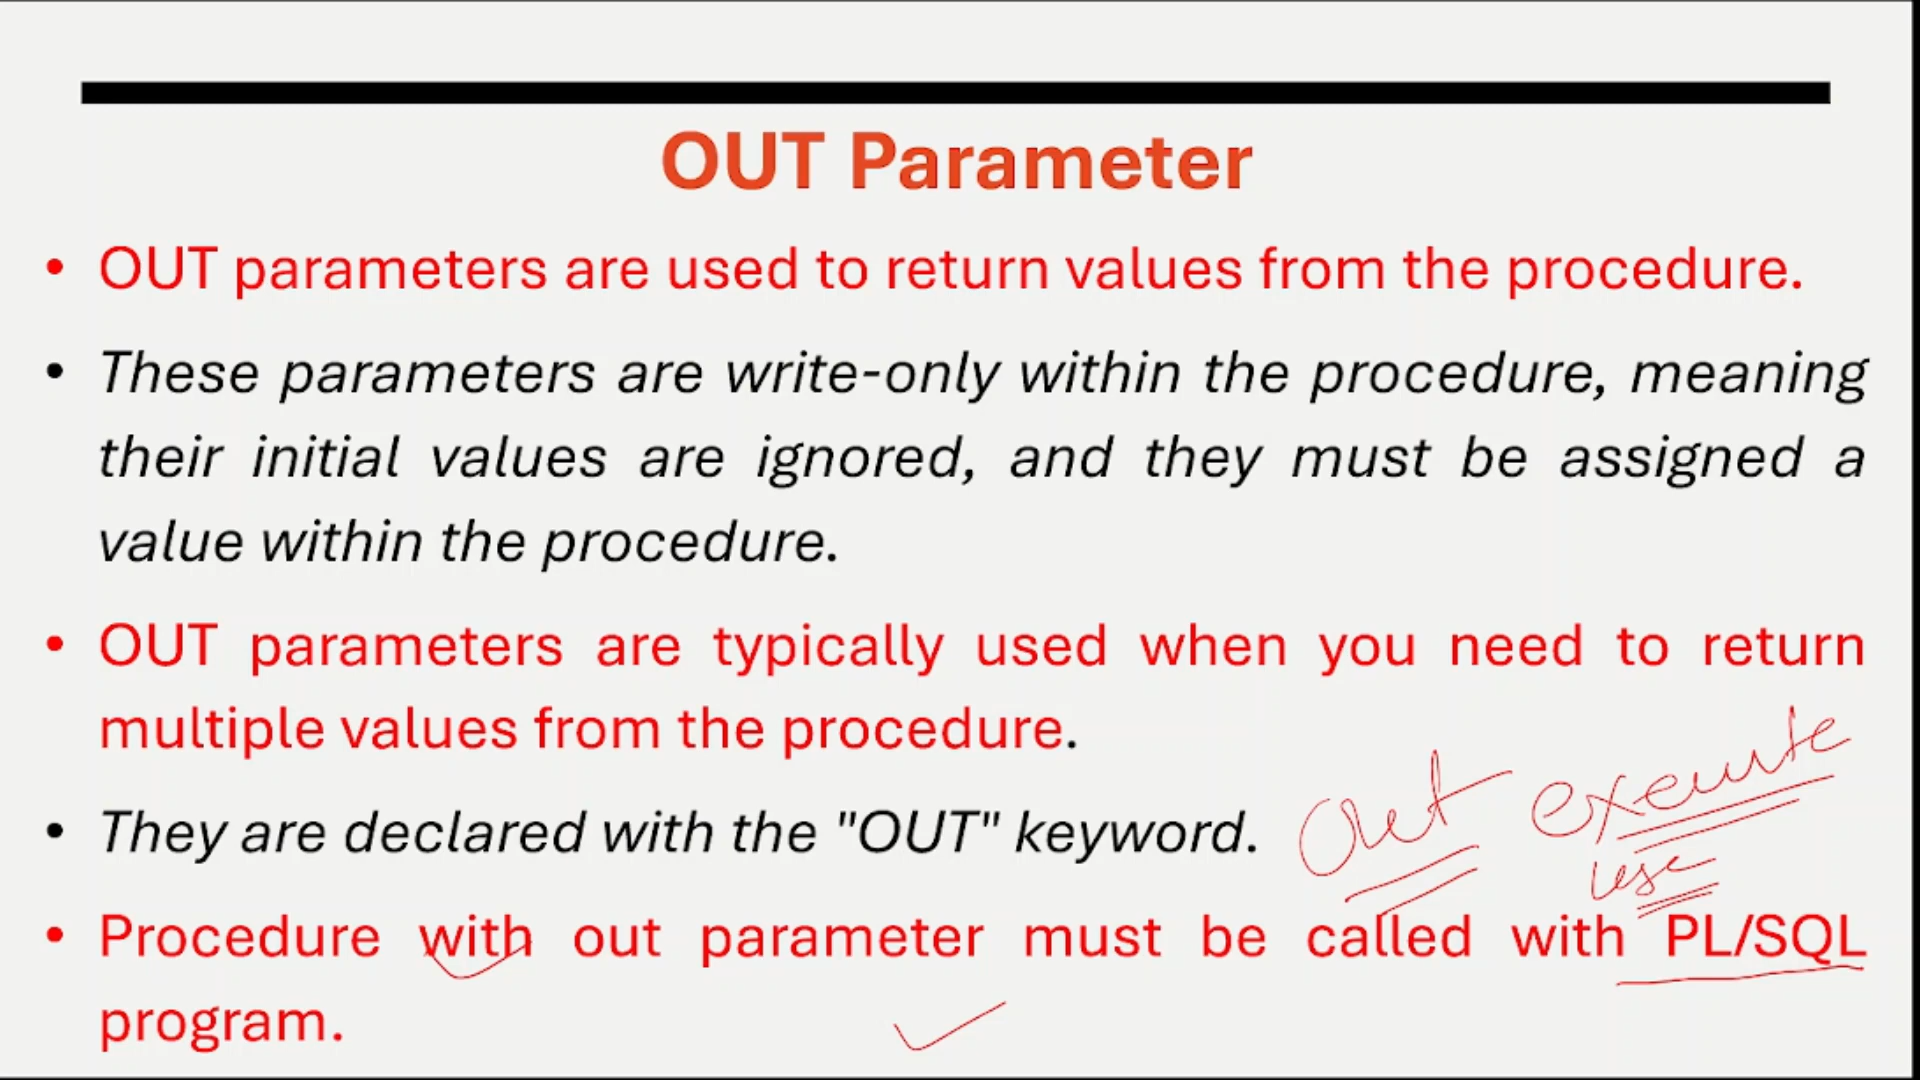 OUT Parameter
• OUT parameters are used to return values from the procedure.
• These parameters are write-only within the procedure, meaning
their initial values are ignored, and they must be assigned a
value within the procedure.
• OUT parameters are typically used when you need to return
multiple values from the procedure.
• They are declared with the "OUT" keyword.
out execute
use
• Procedure with out parameter must be called with PL/SQL
program.